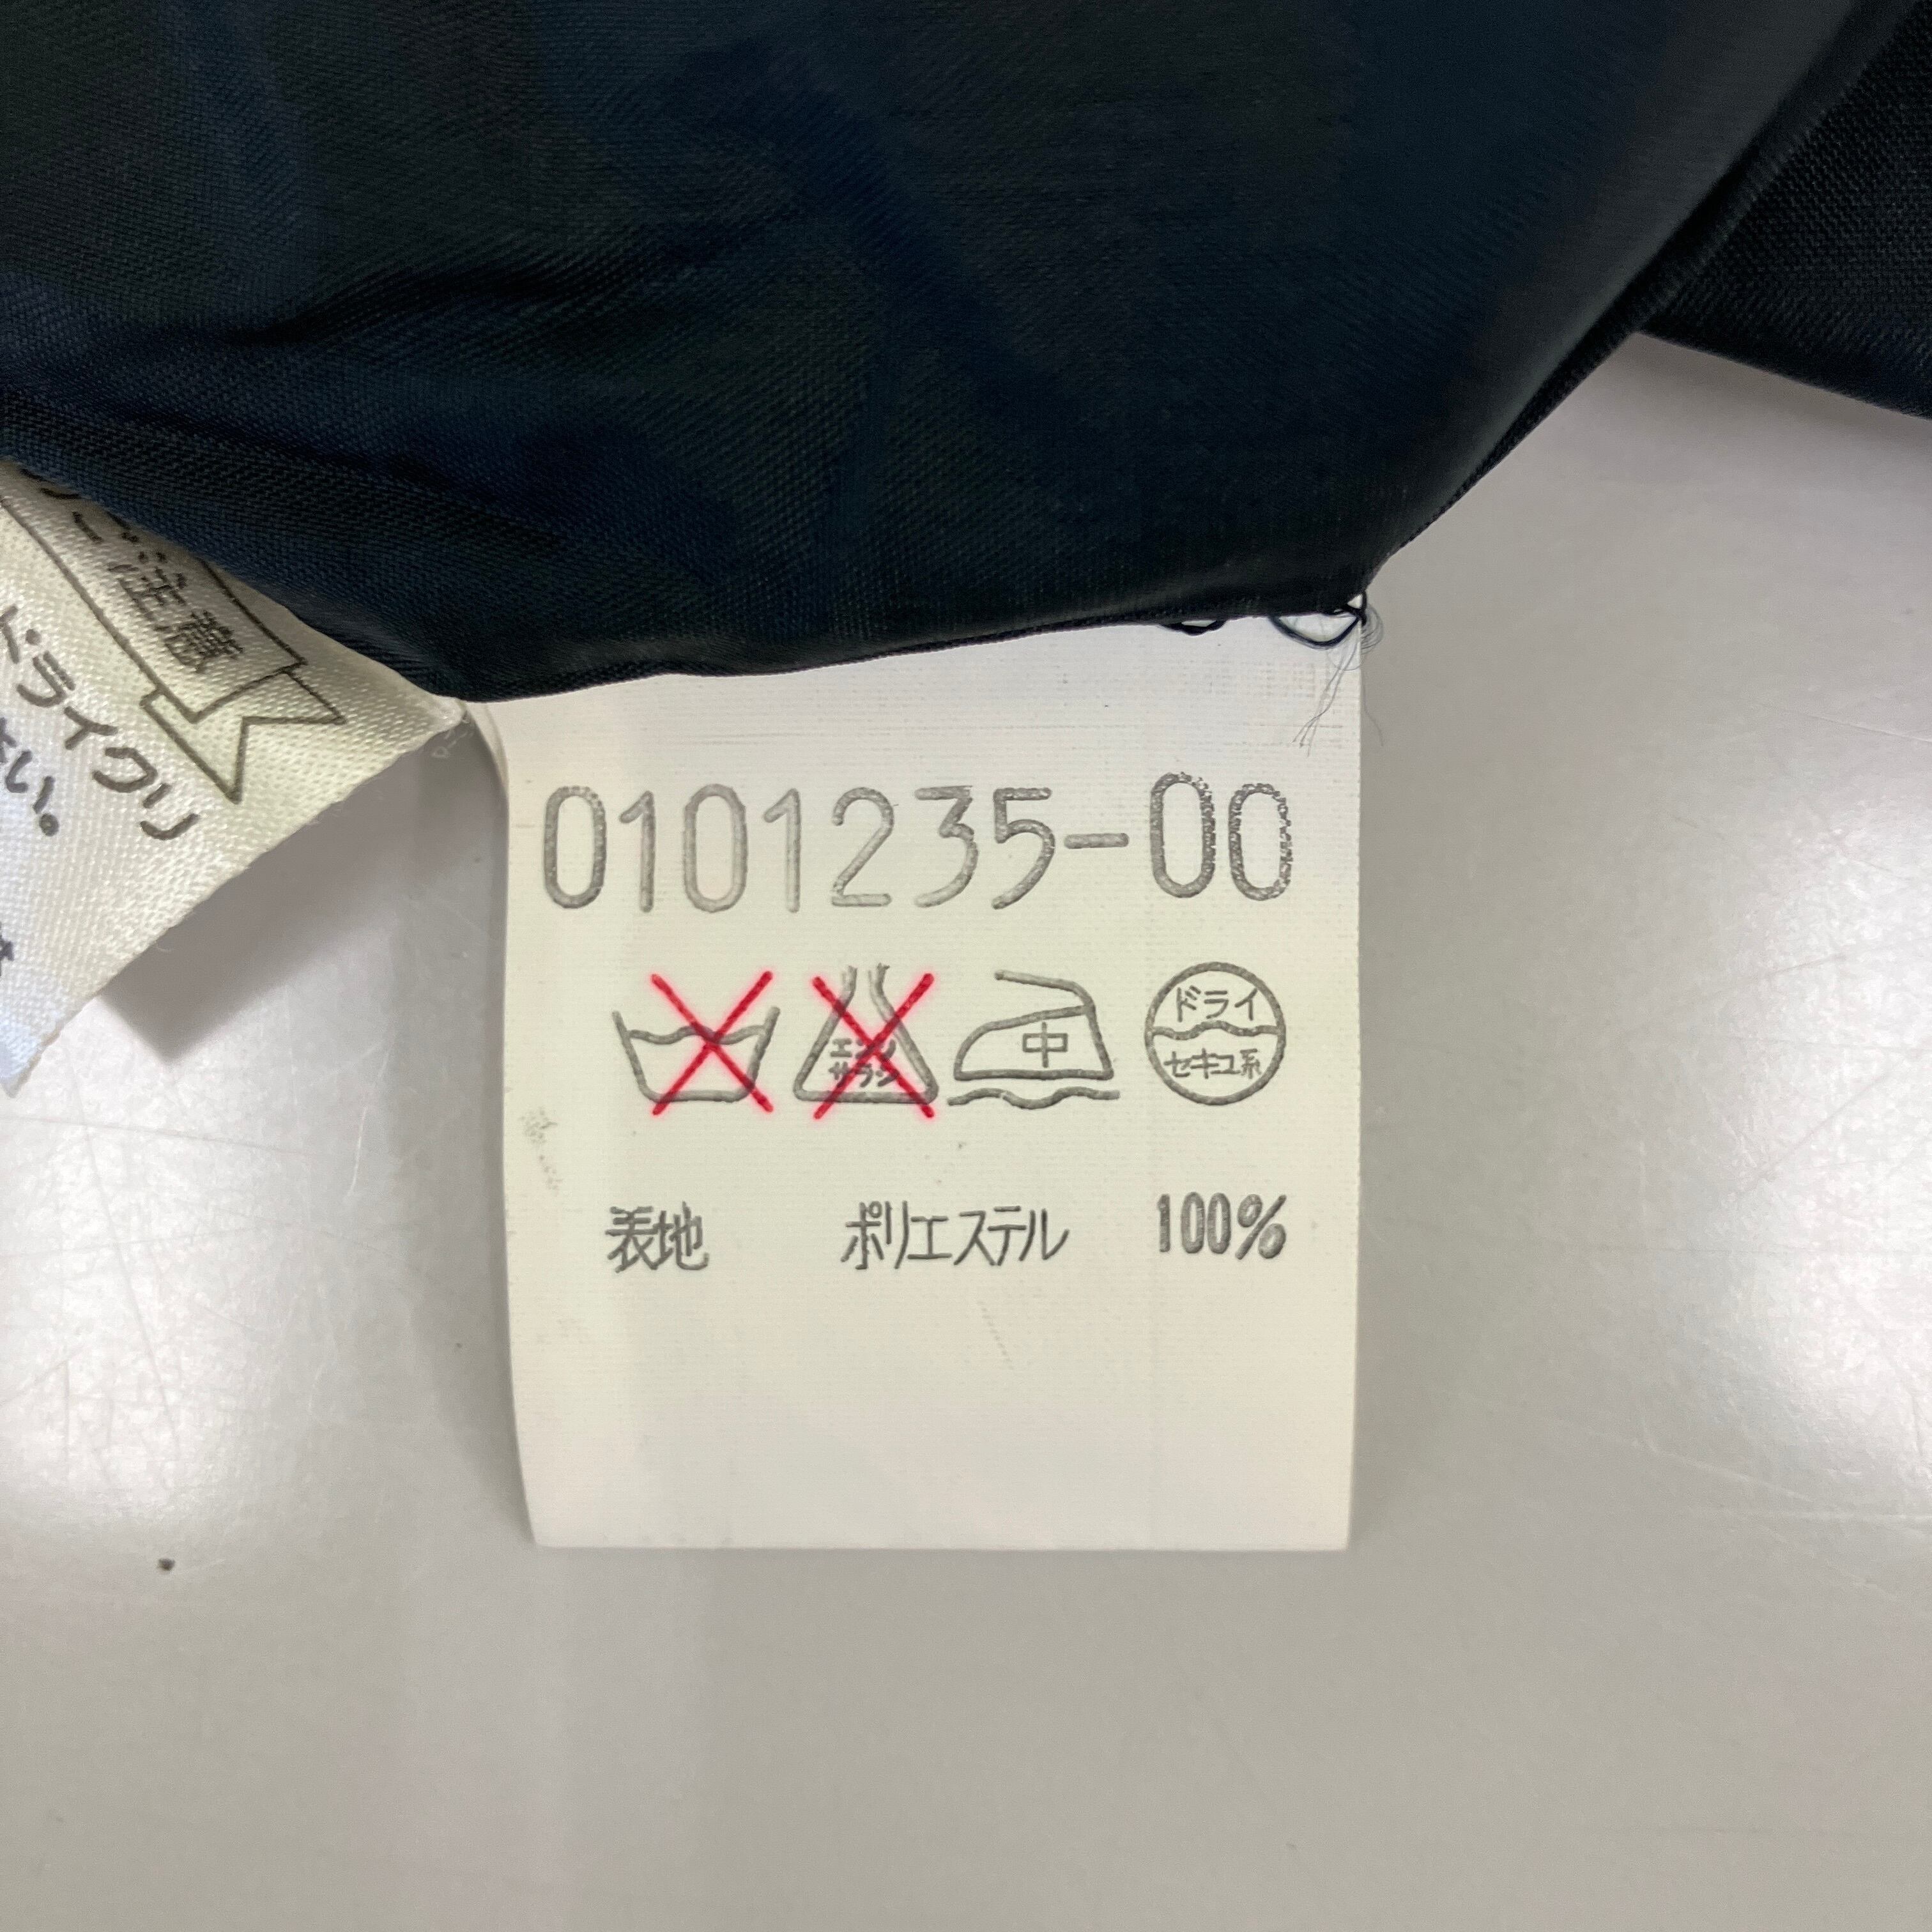 注意
ドライクリ
い。
0101235-00
エンソ
サラシ
中
ドライ
セキユ系
表地 ポリエステル 100%